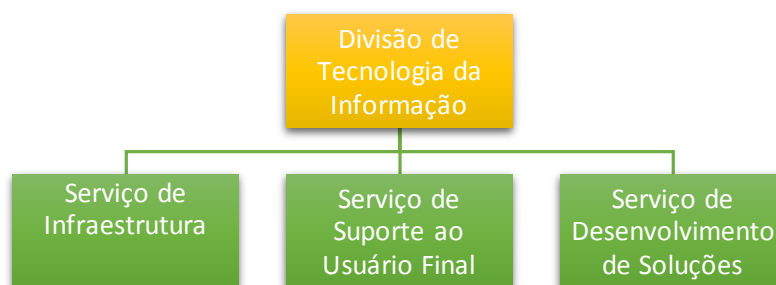 Divisão de
Tecnologia da
Informação
Serviço de
Infraestrutura
Serviço de
Suporte ao
Usuário Final
Serviço de
Desenvolvimento
de Soluções